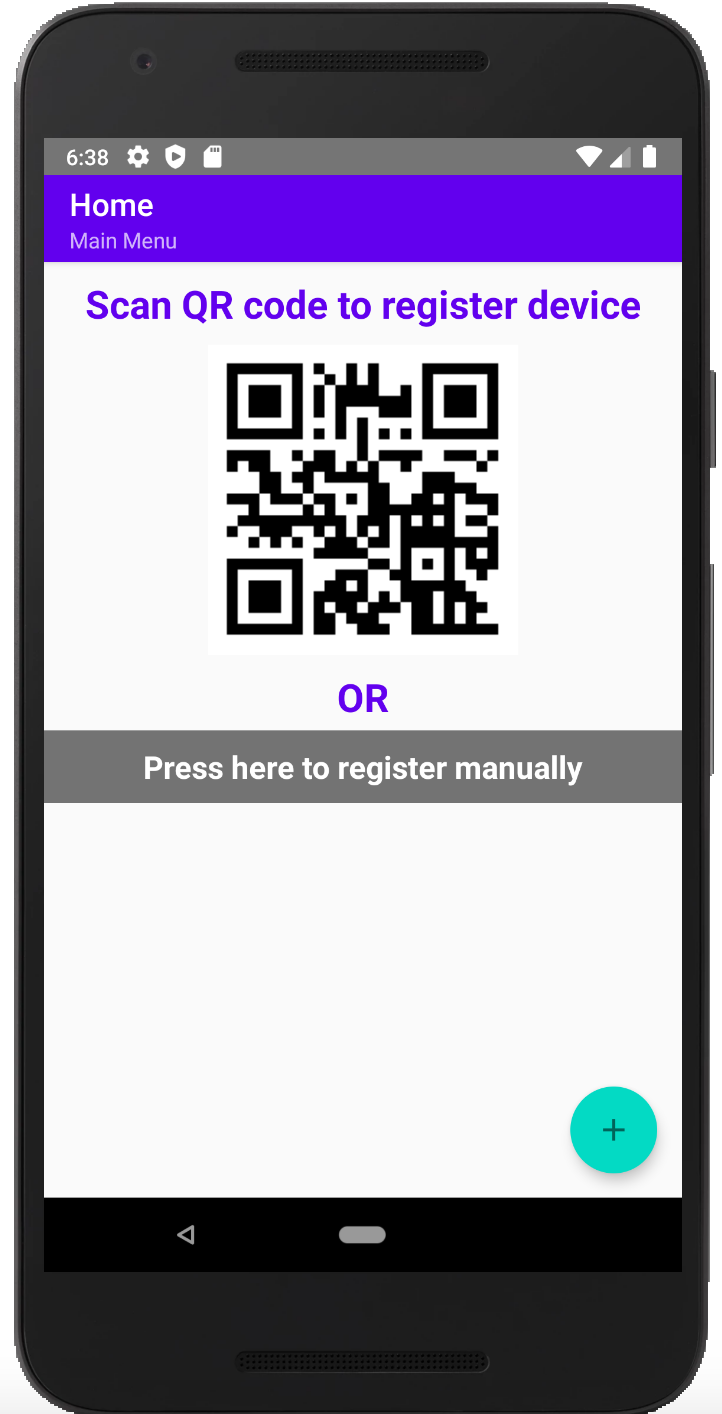 6:38
Home
Main Menu
Scan QR code to register device
OR
Press here to register manually
+